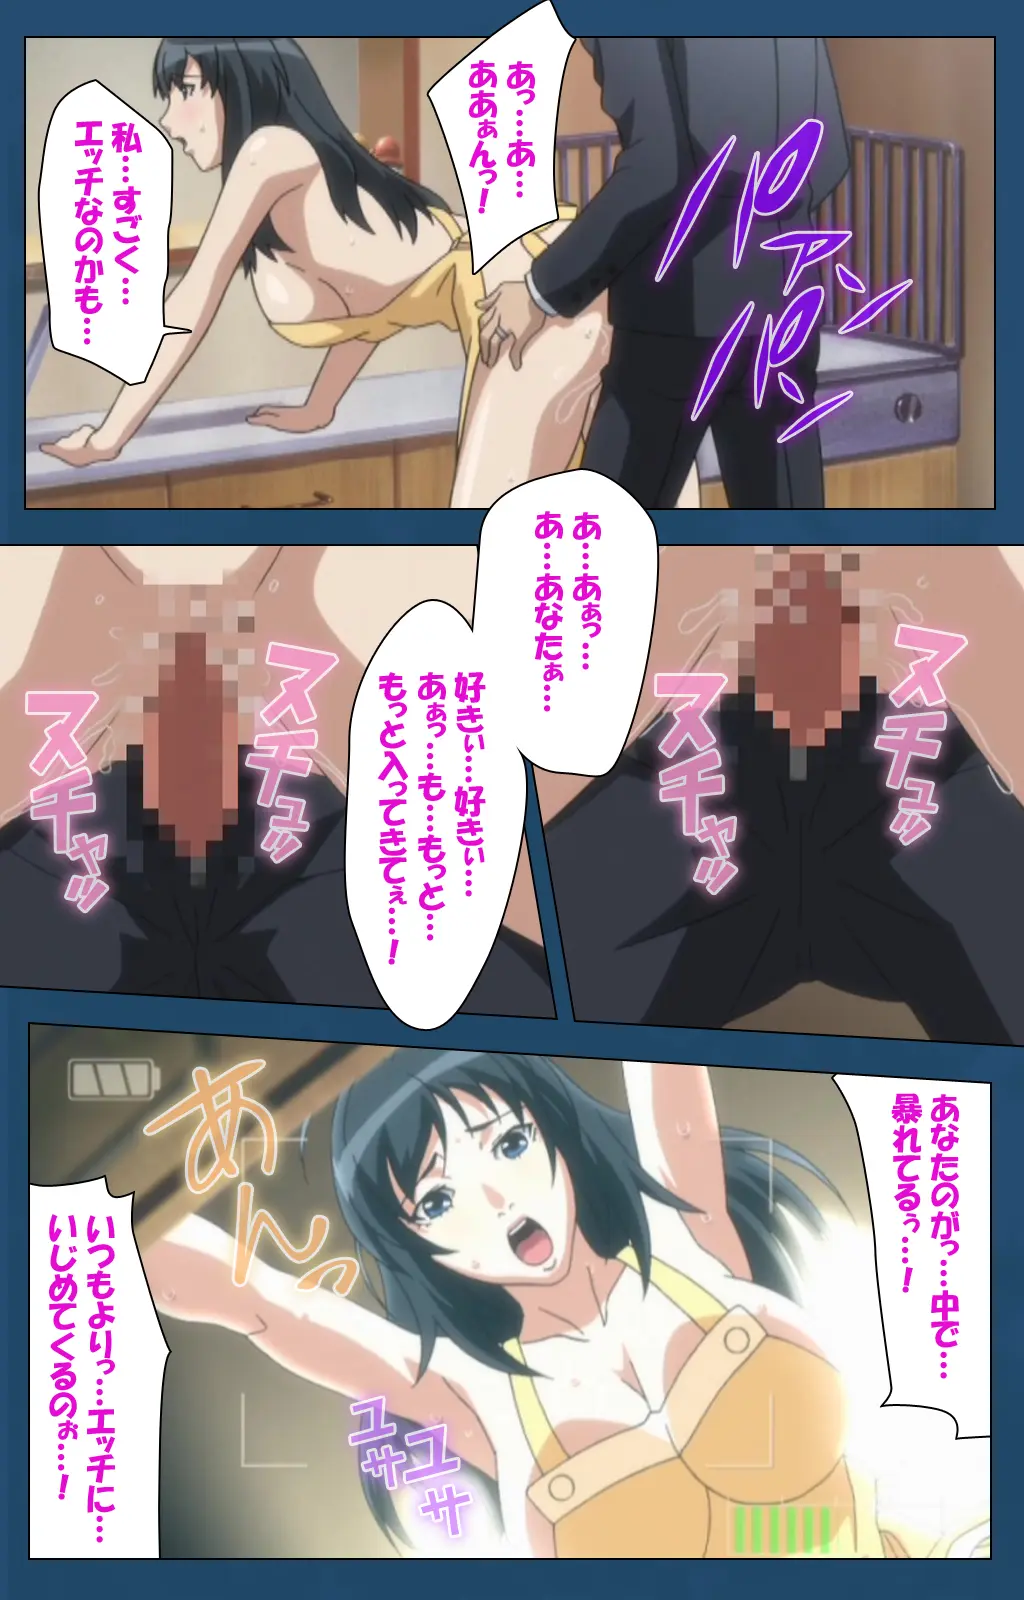 あっ…‥あ…
ああぁんっ！
私…すごく…
エッチなのかも…
パァン
パン
あ…あぁっ…
あ…あなたぁ…
好きぃ…好きぃ…
あぁっ…も…もっと…
もっと入ってきてぇ…‥！
ヌチュッ
ヌチャッ
ヌチュッ
ヌチャッ
あなたのがっ…中で…
暴れてるぅ…‥！
あんっ
いつもよりっ…エッチに…
いじめてくるのぉ…‥！
ユサ
ユサ